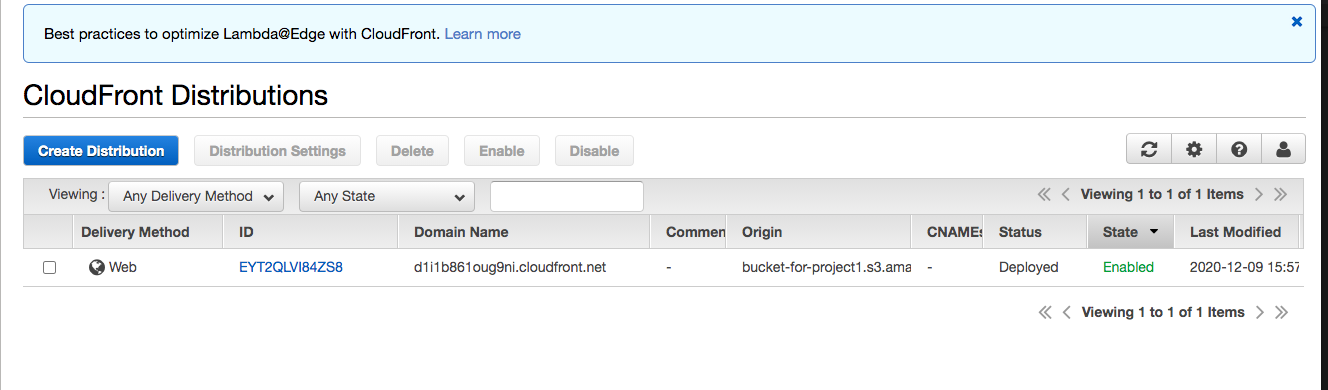 Best practices to optimize Lambda@Edge with CloudFront. Learn more
CloudFront Distributions
Create Distribution Distribution Settings Delete Enable Disable
Viewing : Any Delivery Method Any State Viewing 1 to 1 of 1 Items
Delivery Method ID Domain Name Commen Origin CNAMEs Status State Last Modified
Web EYT2QLVI84ZS8 d1i1b861oug9ni.cloudfront.net - bucket-for-project1.s3.ama - Deployed Enabled 2020-12-09 15:57
Viewing 1 to 1 of 1 Items